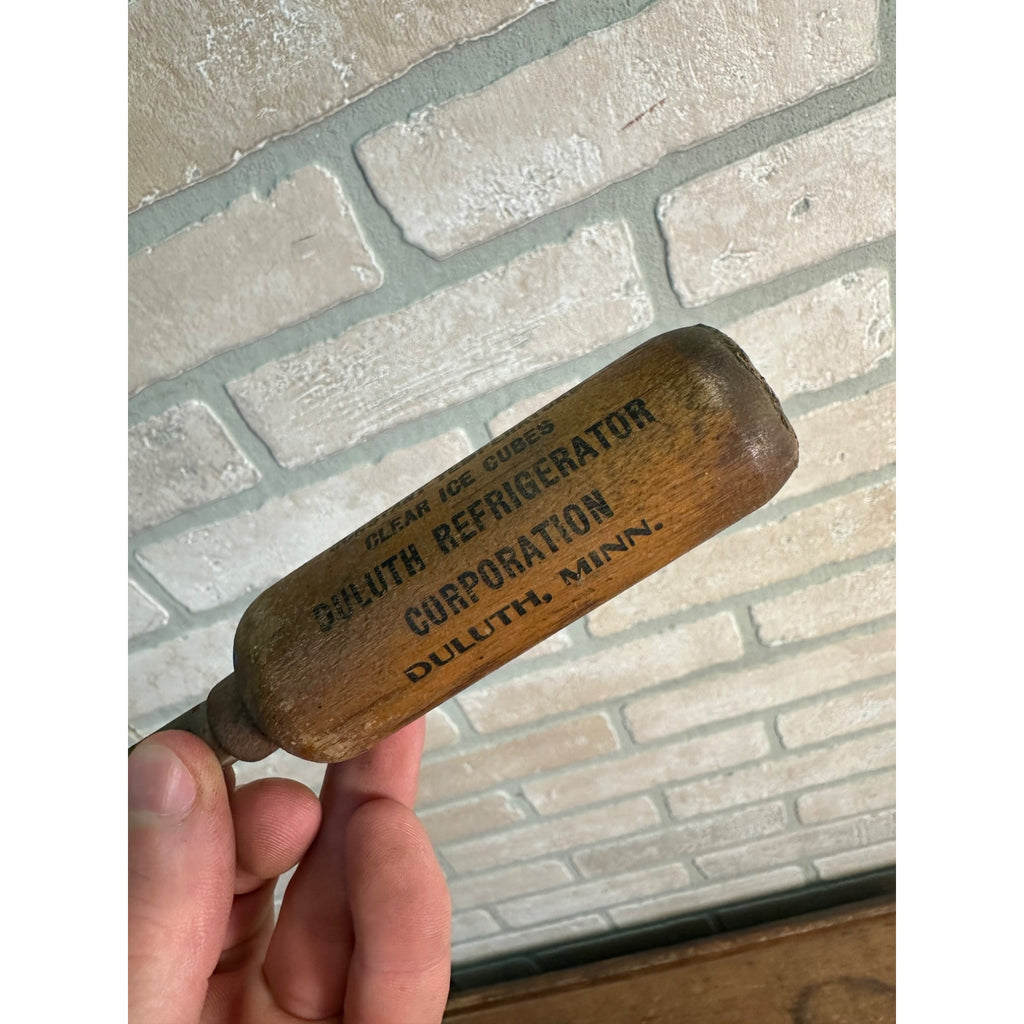 CLEAR ICE CUBES
DULUTH REFRIGERATOR
CORPORATION
DULUTH, MINN.